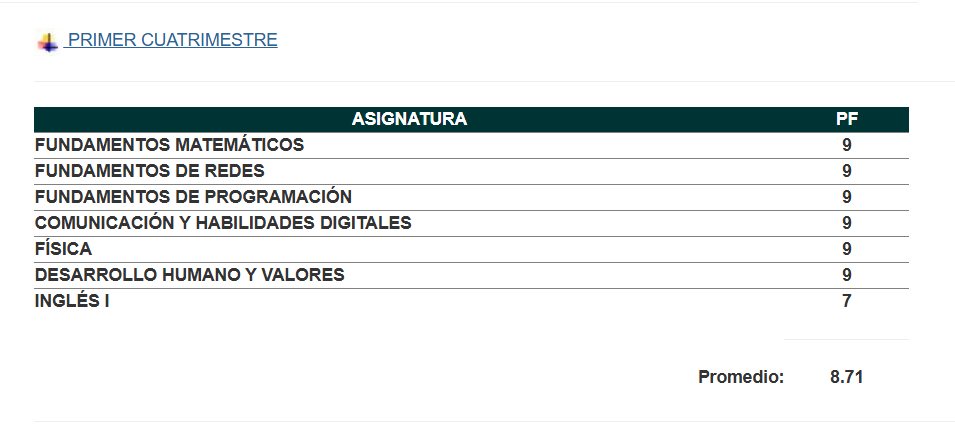 PRIMER CUATRIMESTRE
ASIGNATURA PF
FUNDAMENTOS MATEMÁTICOS 9
FUNDAMENTOS DE REDES 9
FUNDAMENTOS DE PROGRAMACIÓN 9
COMUNICACIÓN Y HABILIDADES DIGITALES 9
FÍSICA 9
DESARROLLO HUMANO Y VALORES 9
INGLÉS I 7
Promedio: 8.71